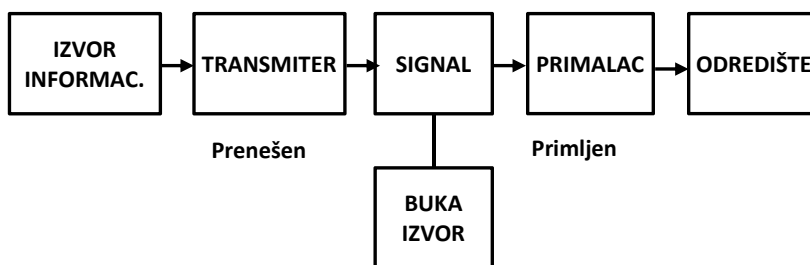 IZVOR
INFORMAC.
TRANSMITER
SIGNAL
PRIMALAC
ODREDIŠTE
Prenešen
Primljen
BUKA
IZVOR